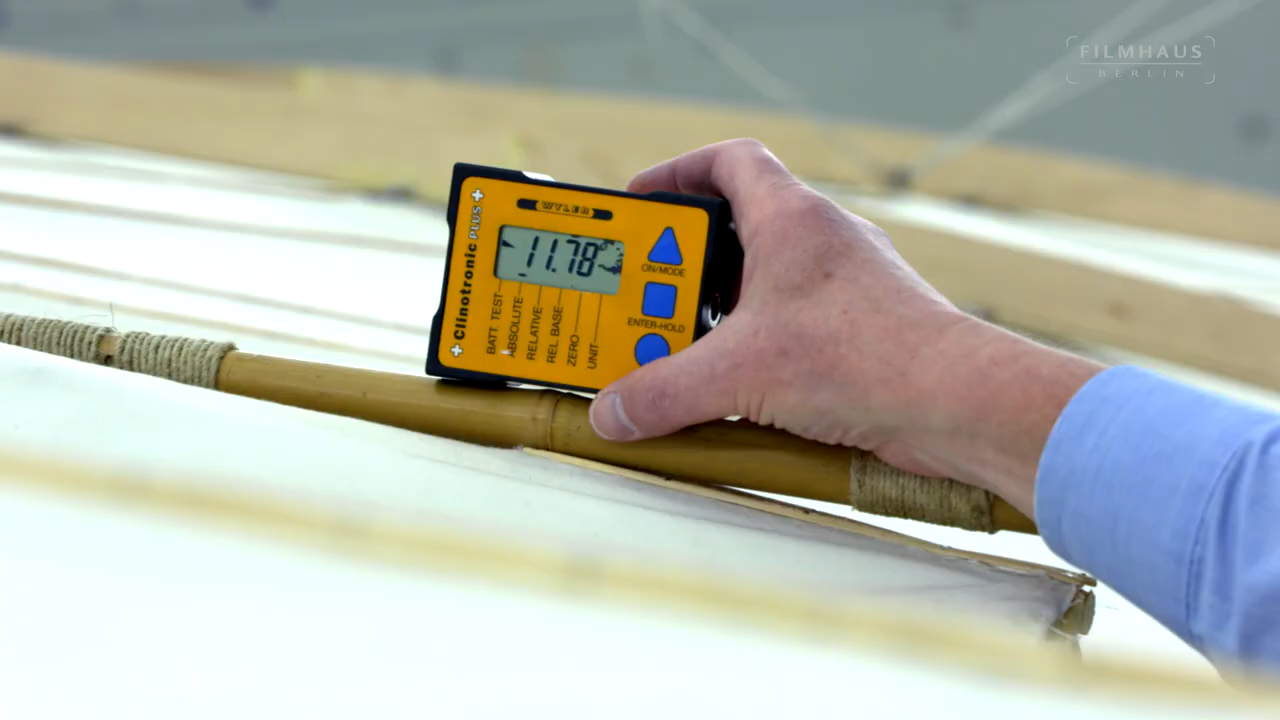 FILMHAUS
BERLIN
WYLER
Clinotronic PLUS
11.78°
ON/MODE
ENTER-HOLD
BATT. TEST
ABSOLUTE
RELATIVE
REL. BASE
ZERO
UNIT